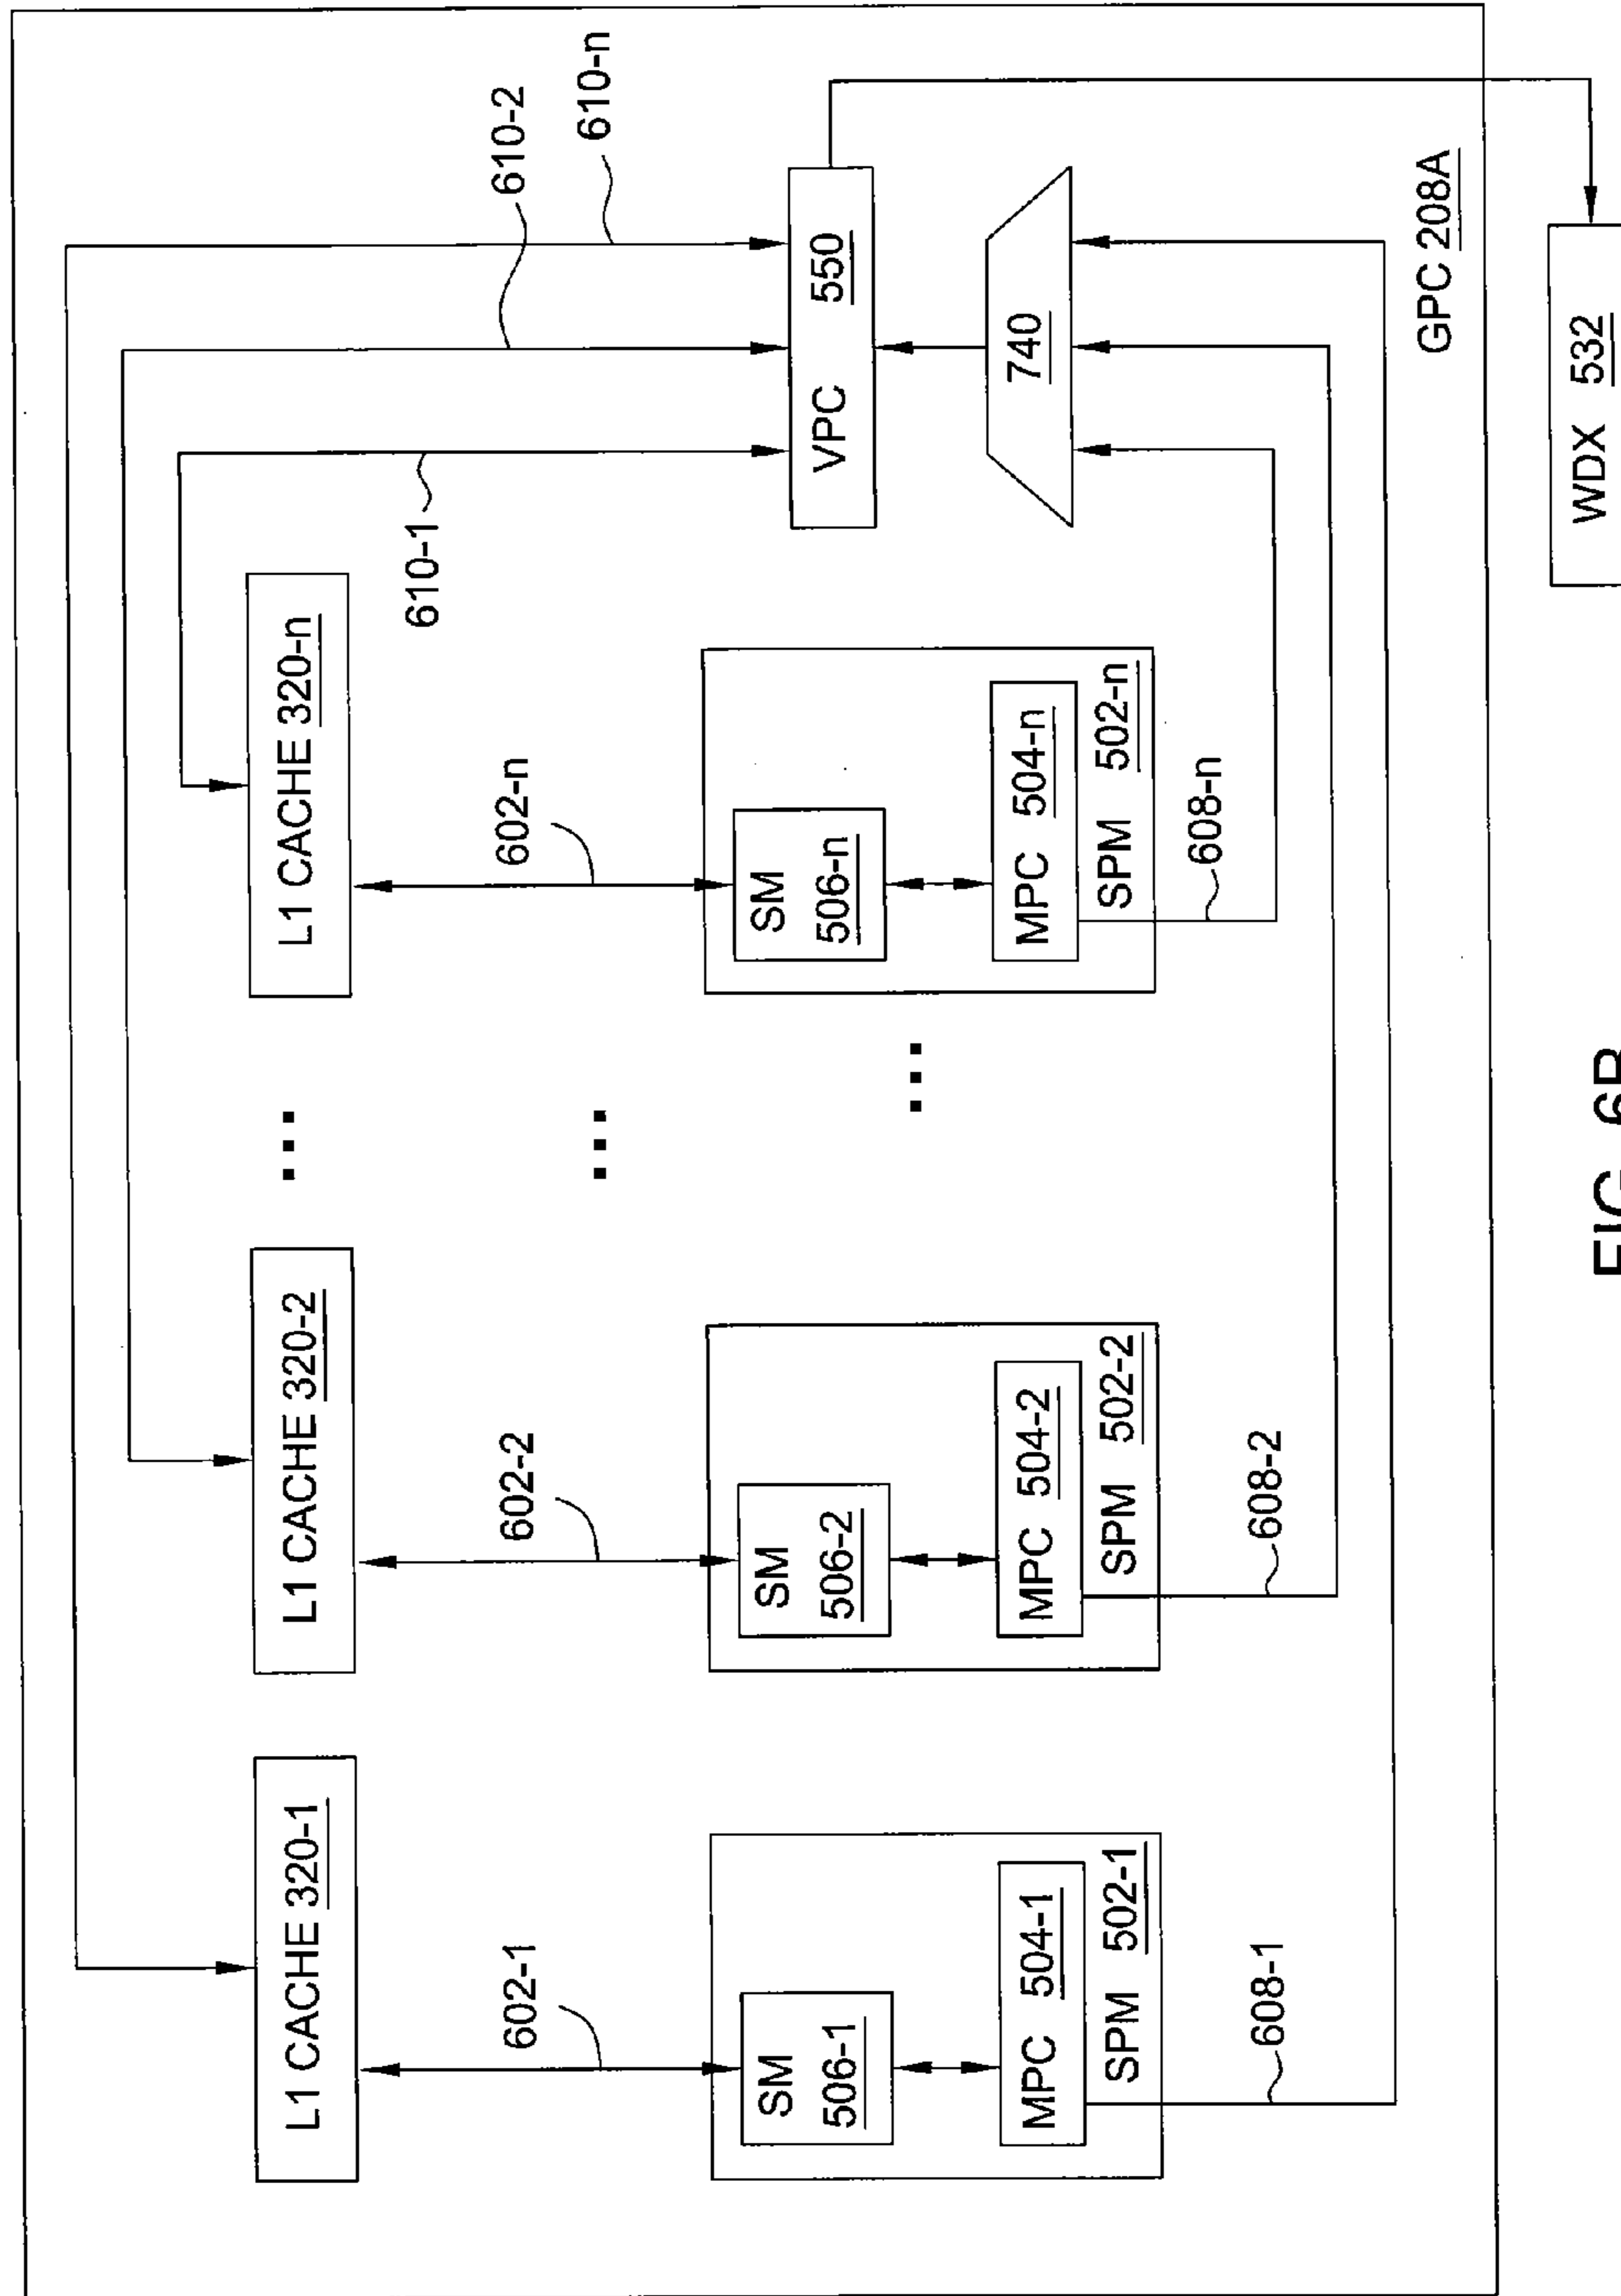 610-n
610-2
610-1
L1 CACHE 320-1
L1 CACHE 320-2
...
L1 CACHE 320-n
602-1
602-2
...
602-n
SM
506-1
SM
506-2
...
SM
506-n
VPC 550
MPC 504-1
MPC 504-2
MPC 504-n
740
SPM 502-1
SPM 502-2
SPM 502-n
608-1
608-2
608-n
GPC 208A
WDX 532
FIG. 6B